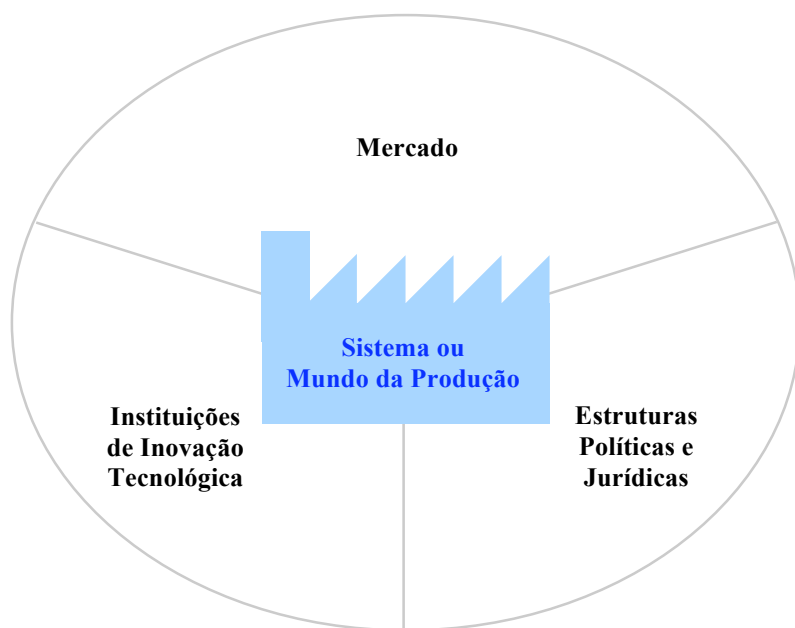 Mercado
Sistema ou
Mundo da Produção
Instituições
de Inovação
Tecnológica
Estruturas
Políticas e
Jurídicas